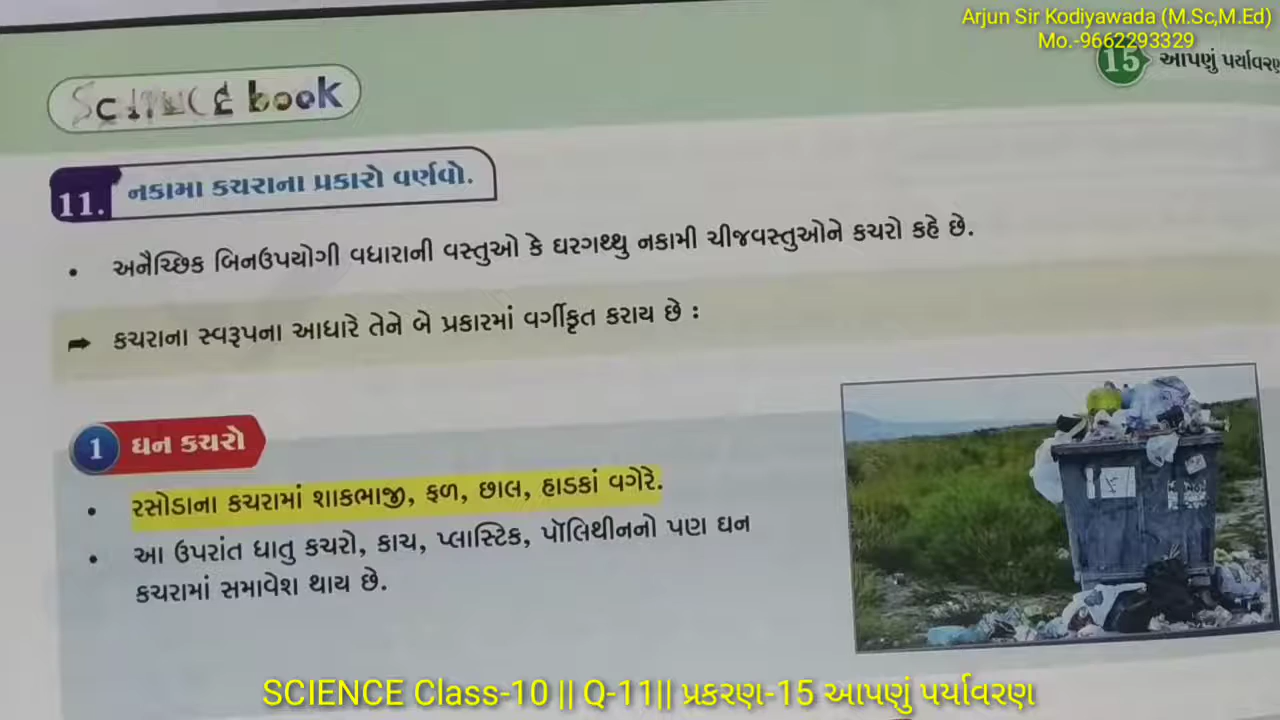 Arjun Sir Kodiyawada (M.Sc,M.Ed)
Mo.-9662293329
15 આપણું પર્યાવરણ
SCIENCE book
11. નકામા કચરાના પ્રકારો વર્ણવો.
• અનૈચ્છિક બિનઉપયોગી વધારાની વસ્તુઓ કે ઘરગથ્થુ નકામી ચીજવસ્તુઓને કચરો કહે છે.
➡ કચરાના સ્વરૂપના આધારે તેને બે પ્રકારમાં વર્ગીકૃત કરાય છે :
1 ઘન કચરો
• રસોડાના કચરામાં શાકભાજી, ફળ, છાલ, હાડકાં વગેરે.
• આ ઉપરાંત ધાતુ કચરો, કાચ, પ્લાસ્ટિક, પૉલિથીનનો પણ ઘન
કચરામાં સમાવેશ થાય છે.
SCIENCE Class-10 || Q-11|| પ્રકરણ-15 આપણું પર્યાવરણ